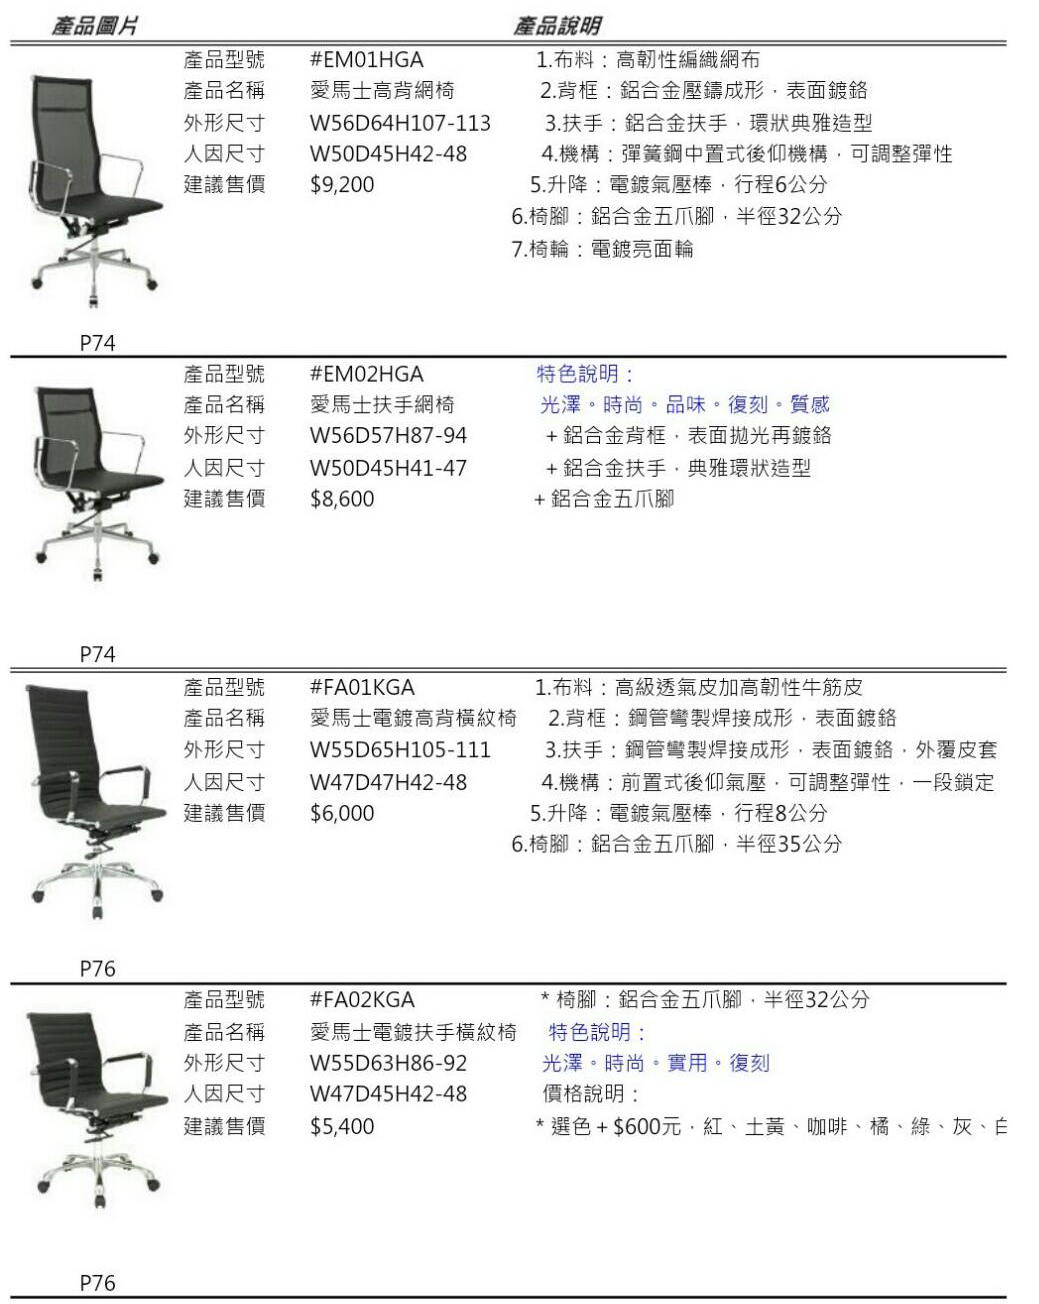 產品圖片 產品說明
產品型號 #EM01HGA 1.布料：高韌性編織網布
產品名稱 愛馬士高背網椅 2.背框：鋁合金壓鑄成形，表面鍍鉻
外形尺寸 W56D64H107-113 3.扶手：鋁合金扶手，環狀典雅造型
人因尺寸 W50D45H42-48 4.機構：彈簧鋼中置式後仰機構，可調整彈性
建議售價 $9,200 5.升降：電鍍氣壓棒，行程6公分
6.椅腳：鋁合金五爪腳，半徑32公分
7.椅輪：電鍍亮面輪
P74
產品型號 #EM02HGA 特色說明：
產品名稱 愛馬士扶手網椅 光澤。時尚。品味。復刻。質感
外形尺寸 W56D57H87-94 ＋鋁合金背框，表面拋光再鍍鉻
人因尺寸 W50D45H41-47 ＋鋁合金扶手，典雅環狀造型
建議售價 $8,600 ＋鋁合金五爪腳
P74
產品型號 #FA01KGA 1.布料：高級透氣皮加高韌性牛筋皮
產品名稱 愛馬士電鍍高背橫紋椅 2.背框：鋼管彎製焊接成形，表面鍍鉻
外形尺寸 W55D65H105-111 3.扶手：鋼管彎製焊接成形，表面鍍鉻，外覆皮套
人因尺寸 W47D47H42-48 4.機構：前置式後仰氣壓，可調整彈性，一段鎖定
建議售價 $6,000 5.升降：電鍍氣壓棒，行程8公分
6.椅腳：鋁合金五爪腳，半徑35公分
P76
產品型號 #FA02KGA ＊椅腳：鋁合金五爪腳，半徑32公分
產品名稱 愛馬士電鍍扶手橫紋椅 特色說明：
外形尺寸 W55D63H86-92 光澤。時尚。實用。復刻
人因尺寸 W47D45H42-48 價格說明：
建議售價 $5,400 ＊選色＋$600元，紅、土黃、咖啡、橘、綠、灰、白
P76